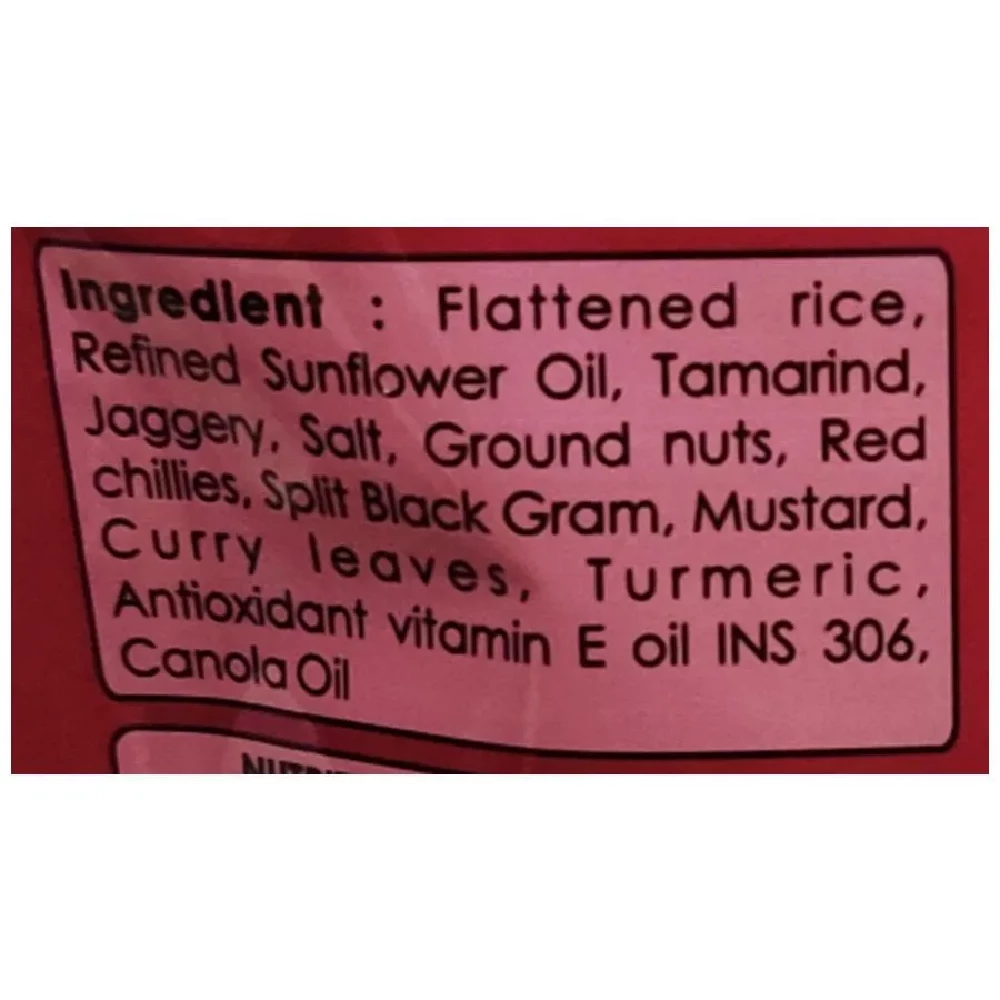 Ingredient : Flattened rice,
Refined Sunflower Oil, Tamarind,
Jaggery, Salt, Ground nuts, Red
chillies, Split Black Gram, Mustard,
Curry leaves, Turmeric,
Antioxidant vitamin E oil INS 306,
Canola Oil